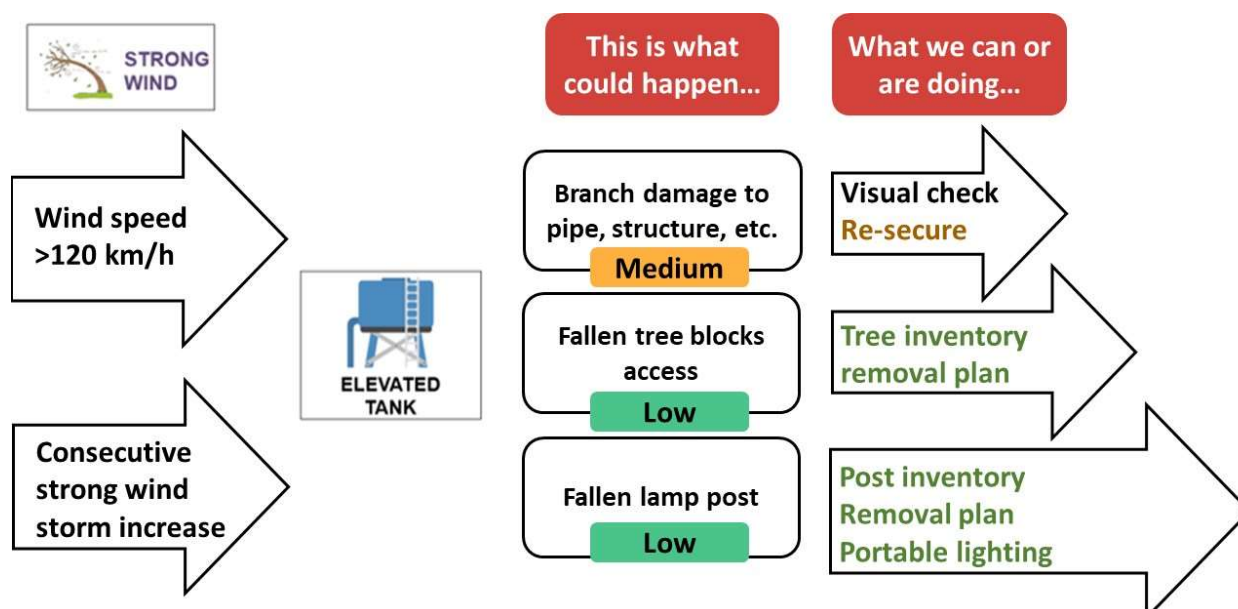 STRONG
WIND
This is what
could happen...
What we can or
are doing...
Wind speed
>120 km/h
Consecutive
strong wind
storm increase
ELEVATED
TANK
Branch damage to
pipe, structure, etc.
Medium
Visual check
Re-secure
Fallen tree blocks
access
Low
Tree inventory
removal plan
Fallen lamp post
Low
Post inventory
Removal plan
Portable lighting